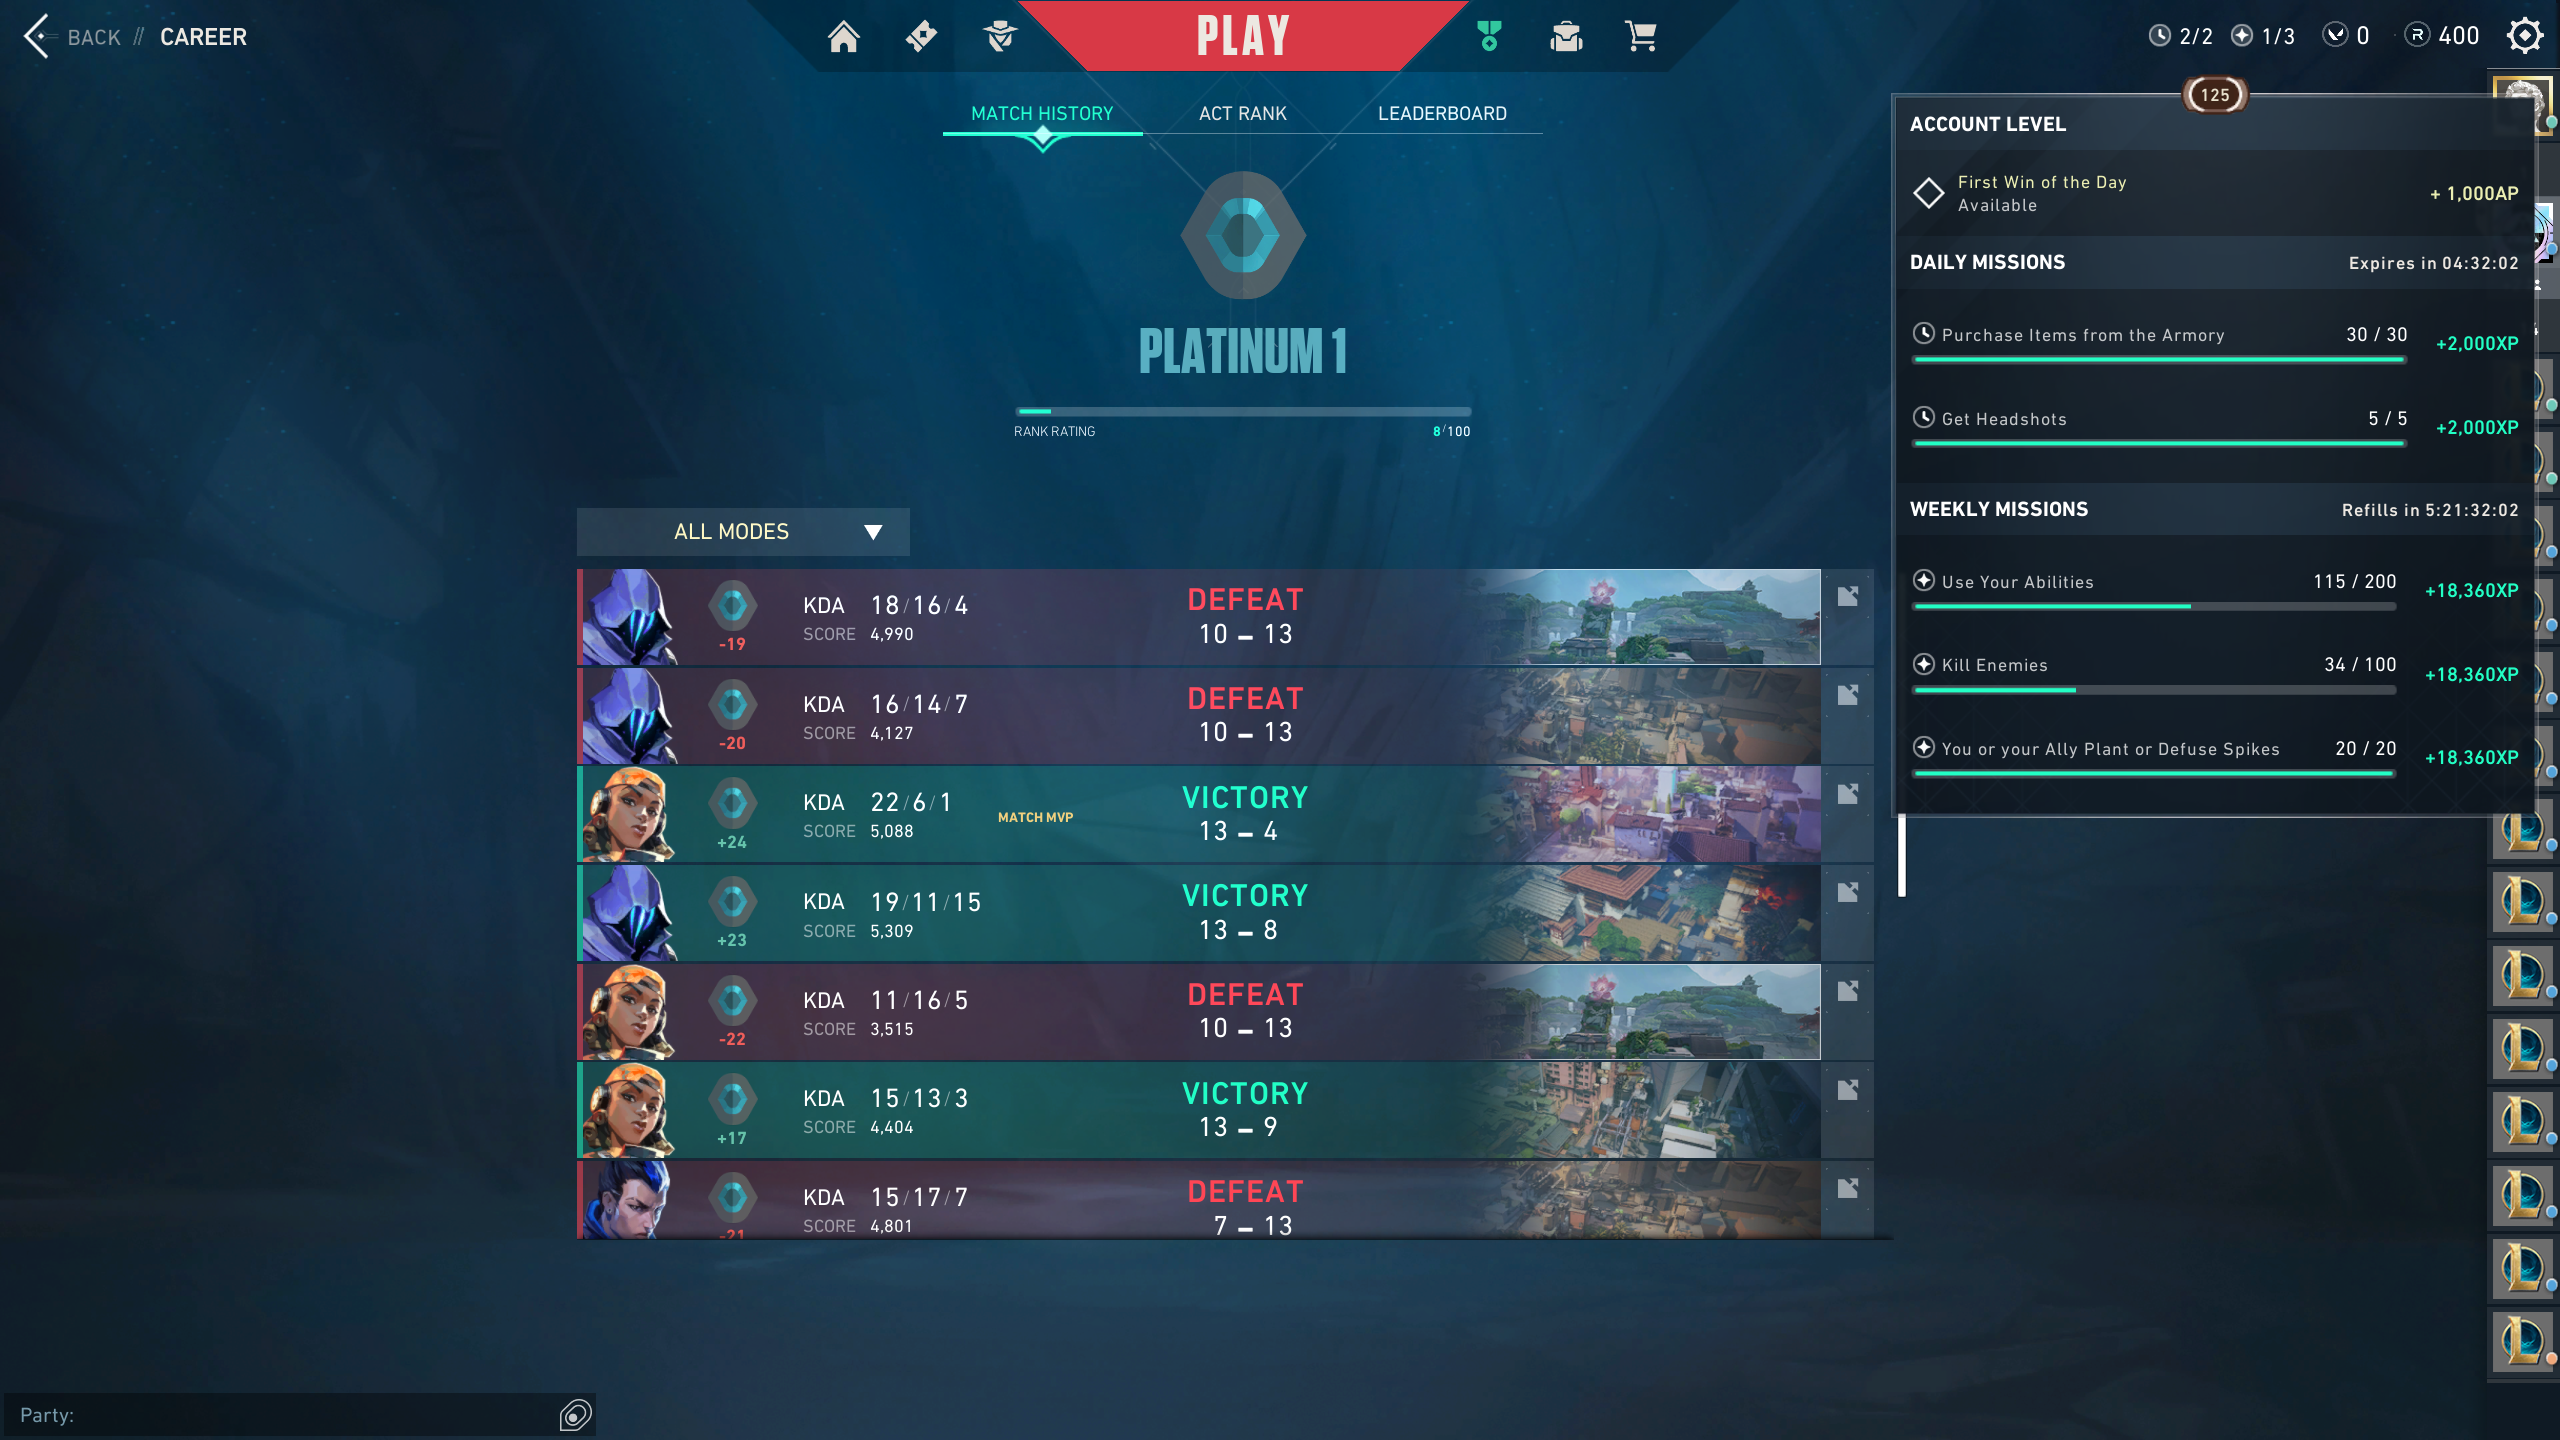 BACK // CAREER
PLAY
2/2 1/3 0 400
MATCH HISTORY ACT RANK LEADERBOARD
PLATINUM 1
RANK RATING 8/100
ALL MODES
-19 KDA 18/16/4 DEFEAT
SCORE 4,990 10 – 13
-20 KDA 16/14/7 DEFEAT
SCORE 4,127 10 – 13
+24 KDA 22/6/1 MATCH MVP VICTORY
SCORE 5,088 13 – 4
+23 KDA 19/11/15 VICTORY
SCORE 5,309 13 – 8
-22 KDA 11/16/5 DEFEAT
SCORE 3,515 10 – 13
+17 KDA 15/13/3 VICTORY
SCORE 4,404 13 – 9
-21 KDA 15/17/7 DEFEAT
SCORE 4,801 7 – 13
125
ACCOUNT LEVEL
First Win of the Day + 1,000AP
Available
DAILY MISSIONS Expires in 04:32:02
Purchase Items from the Armory 30 / 30 +2,000XP
Get Headshots 5 / 5 +2,000XP
WEEKLY MISSIONS Refills in 5:21:32:02
Use Your Abilities 115 / 200 +18,360XP
Kill Enemies 34 / 100 +18,360XP
You or your Ally Plant or Defuse Spikes 20 / 20 +18,360XP
Party: